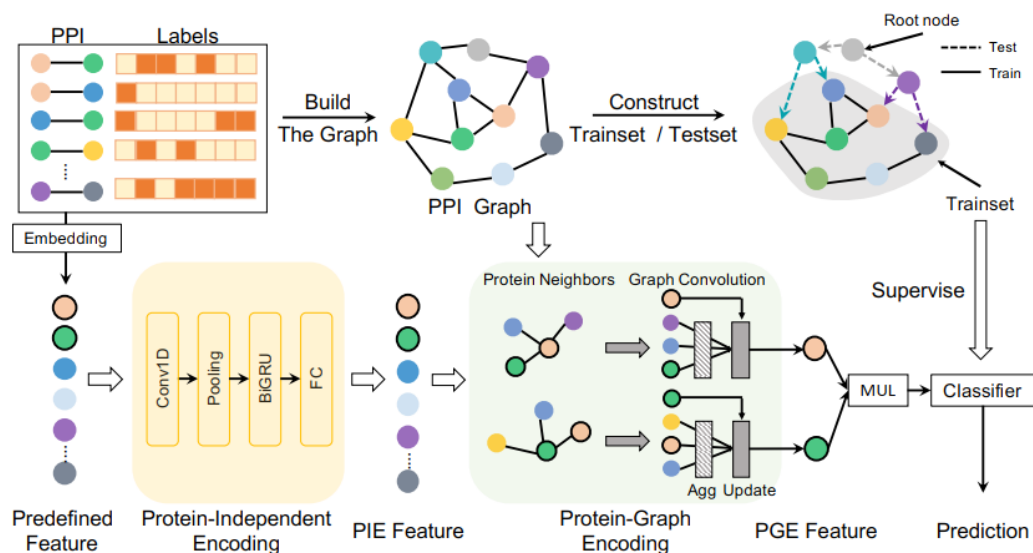 PPI
Labels
Embedding
Build
The Graph
PPI Graph
Construct
Trainset / Testset
Root node
Test
Train
Trainset
Supervise
Conv1D
Pooling
BiGRU
FC
Protein Neighbors
Graph Convolution
Agg
Update
MUL
Classifier
Predefined
Feature
Protein-Independent
Encoding
PIE Feature
Protein-Graph
Encoding
PGE Feature
Prediction